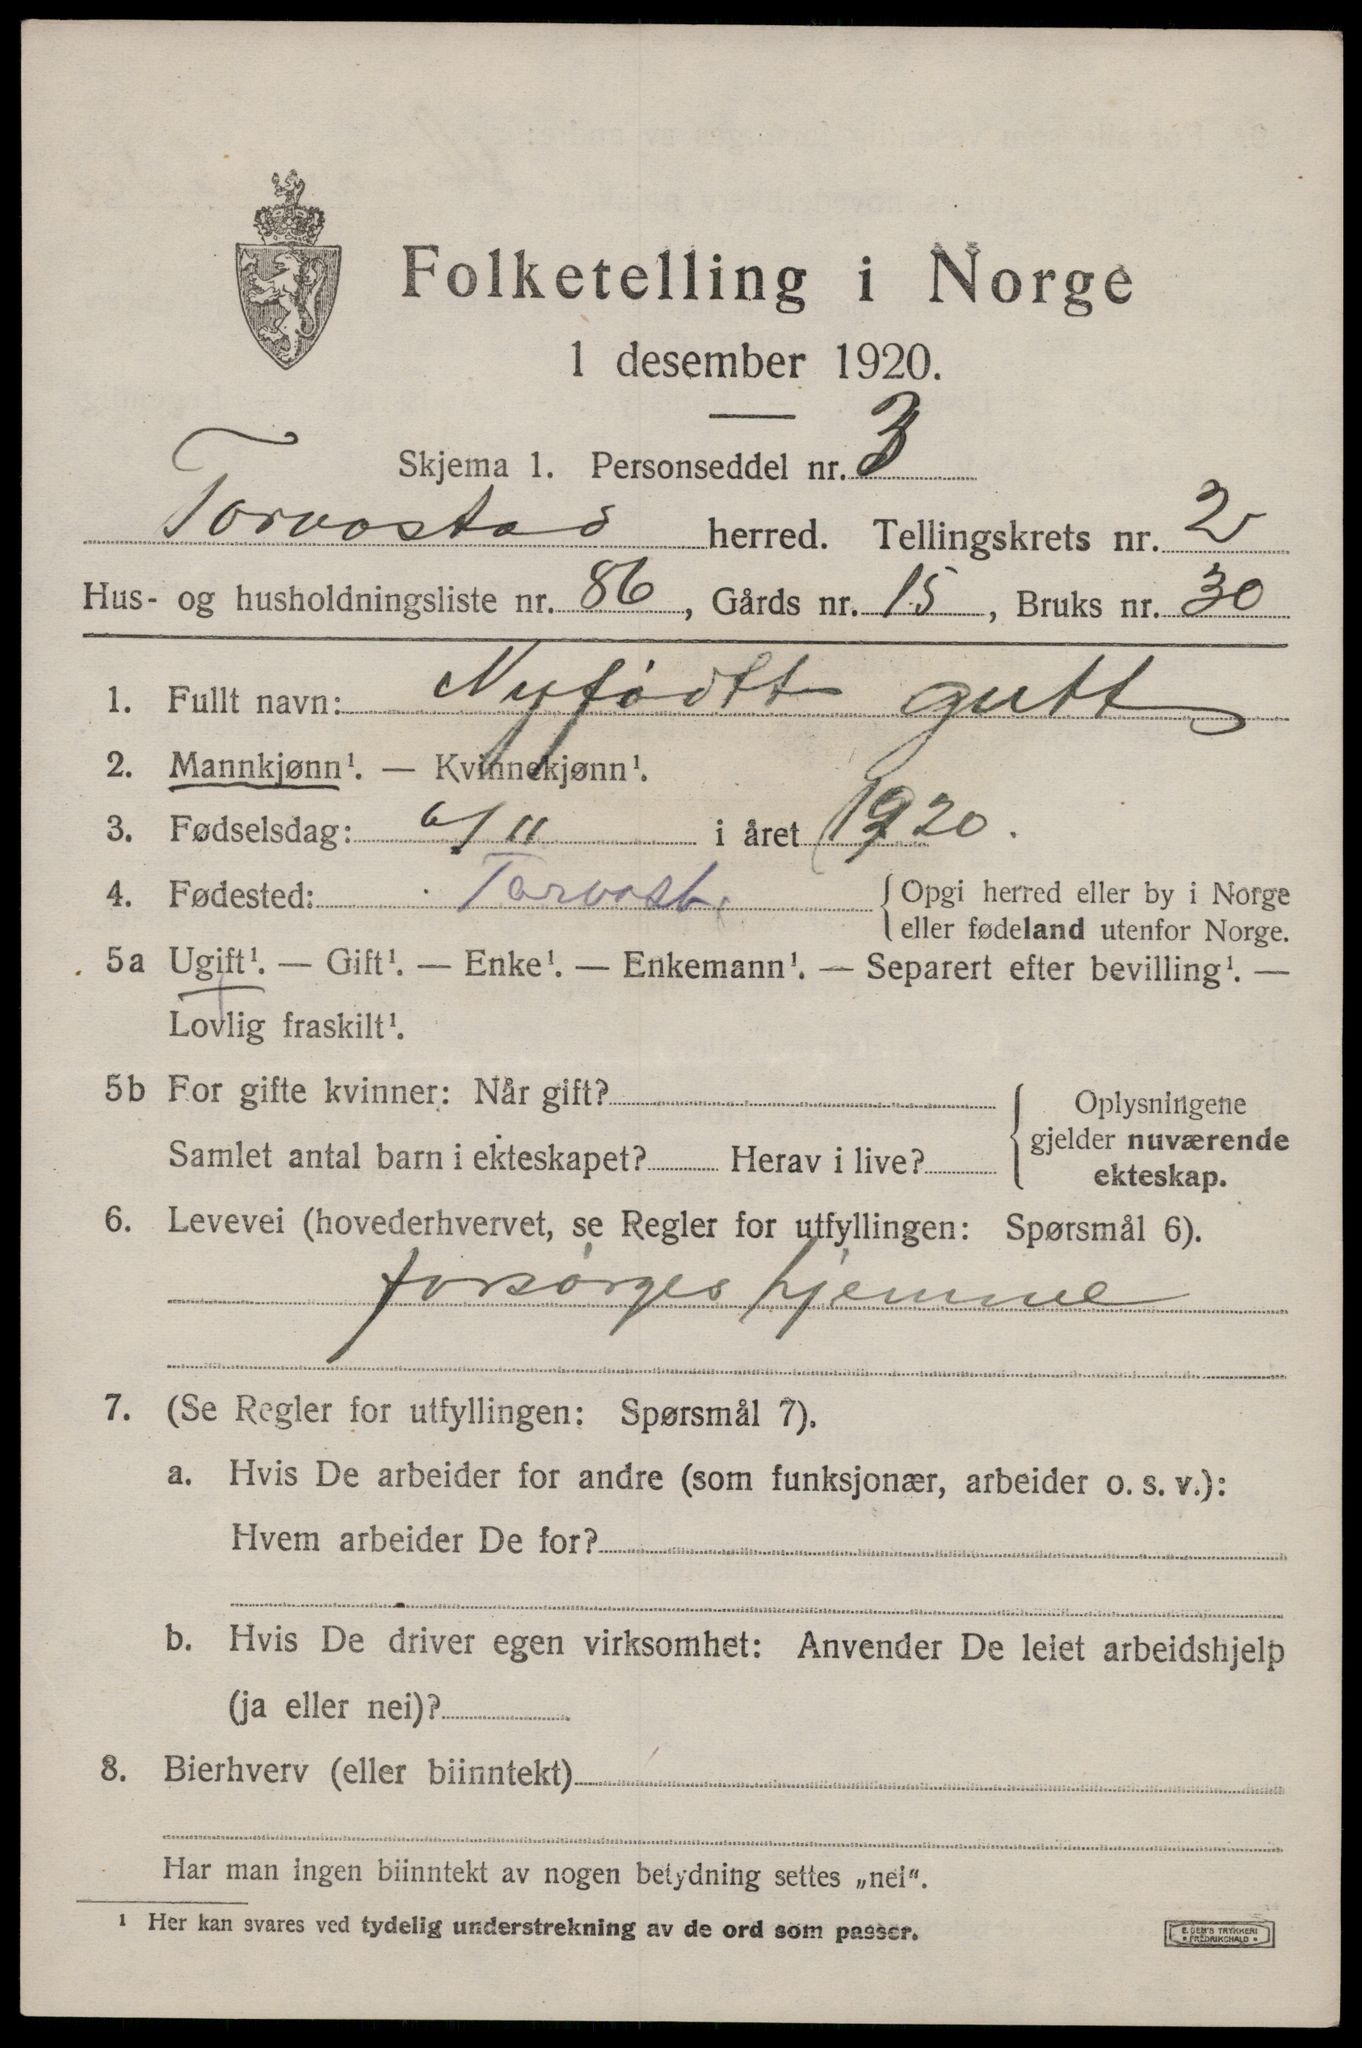 Folketelling i Norge
1 desember 1920.
Skjema 1. Personseddel nr. 3
Torvastad herred. Tellingskrets nr. 2
Hus- og husholdningsliste nr. 86, Gårds nr. 15, Bruks nr. 30
1. Fullt navn: Nyfødt gutt
2. Mannkjønn¹. — Kvinnekjønn¹.
3. Fødselsdag: 6/11 i året 1920.
4. Fødested: Torvast. { Opgi herred eller by i Norge
eller fødeland utenfor Norge.
5a Ugift¹. — Gift¹. — Enke¹. — Enkemann¹. — Separert efter bevilling¹. —
Lovlig fraskilt¹.
5b For gifte kvinner: Når gift?
Samlet antal barn i ekteskapet? Herav i live?
{ Oplysningene
gjelder nuværende
ekteskap.
6. Levevei (hovederhvervet, se Regler for utfyllingen: Spørsmål 6).
forsørges hjemme
7. (Se Regler for utfyllingen: Spørsmål 7).
a. Hvis De arbeider for andre (som funksjonær, arbeider o. s. v.):
Hvem arbeider De for?
b. Hvis De driver egen virksomhet: Anvender De leiet arbeidshjelp
(ja eller nei)?
8. Bierhverv (eller biinntekt)
Har man ingen biinntekt av nogen betydning settes „nei“.
¹ Her kan svares ved tydelig understrekning av de ord som passer.
E. SEM'S TRYKKERI
• FREDRIKSHALD •